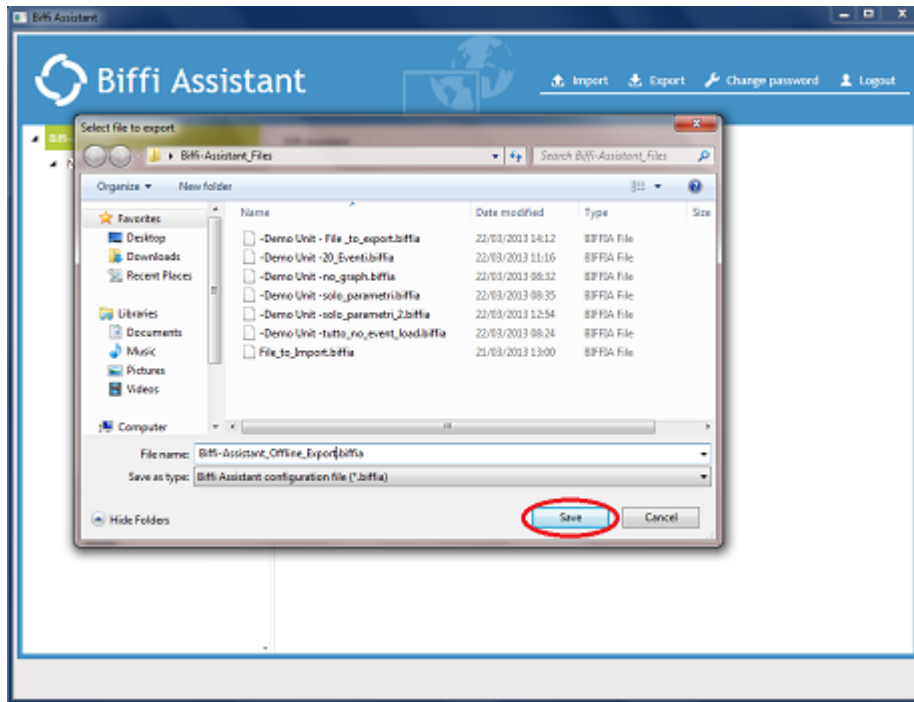 Biffi Assistant
Biffi Assistant
Import Export Change password Logout
Select file to export
Biffi-Assistant_Files
Search Biffi-Assistant_Files
Organize New folder
Name Date modified Type Size
Favorites
Desktop
Downloads
Recent Places
Libraries
Documents
Music
Pictures
Videos
Computer
-Demo Unit - File _to_export.biffia 22/03/2013 14:12 BIFFIA File
-Demo Unit -20_Eventi.biffia 22/03/2013 11:16 BIFFIA File
-Demo Unit -no_graph.biffia 22/03/2013 08:32 BIFFIA File
-Demo Unit -solo_parametri.biffia 22/03/2013 08:35 BIFFIA File
-Demo Unit -solo_parametri_2.biffia 22/03/2013 12:54 BIFFIA File
-Demo Unit -tutto_no_event_load.biffia 22/03/2013 08:24 BIFFIA File
File_to_Import.biffia 21/03/2013 13:00 BIFFIA File
File name: Biffi-Assistant_Offline_Export.biffia
Save as type: Biffi Assistant configuration file (*.biffia)
Hide Folders
Save Cancel